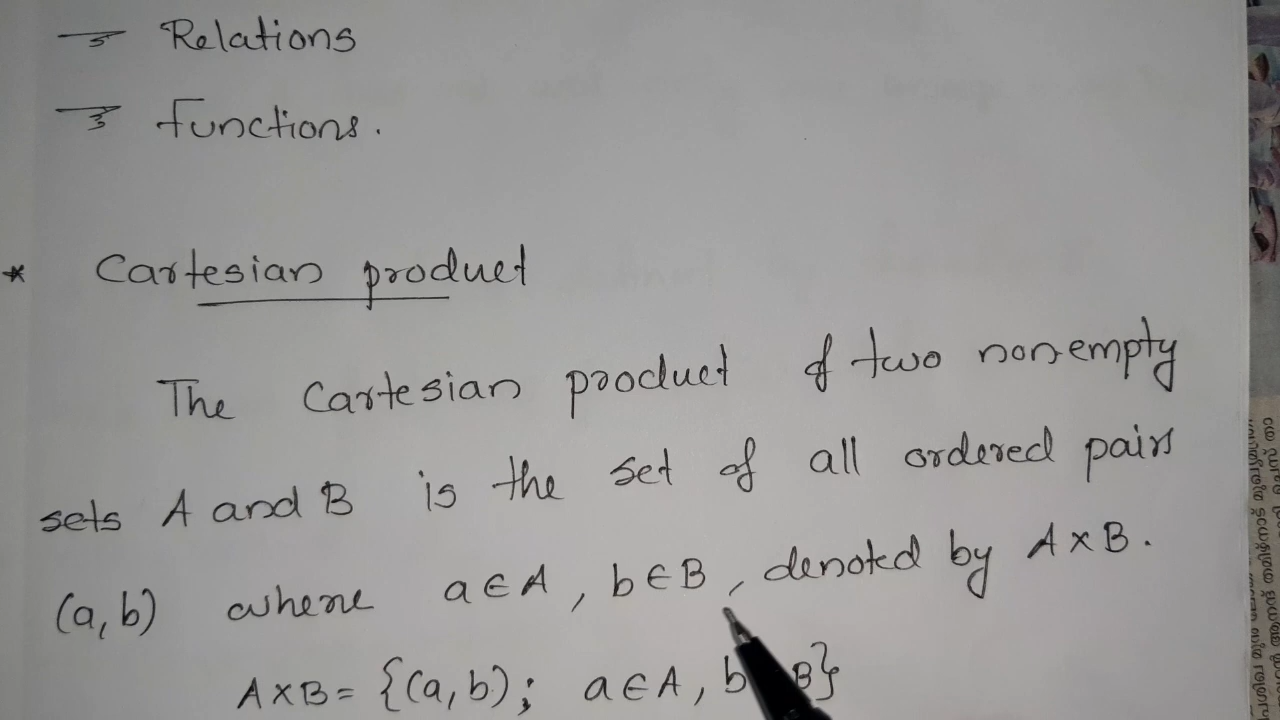 → Relations
→ Functions.
* Cartesian product
The Cartesian product of two nonempty
sets A and B is the set of all ordered pairs
(a, b) where a ∈ A, b ∈ B, denoted by A × B.
A × B = {(a, b); a ∈ A, b B}